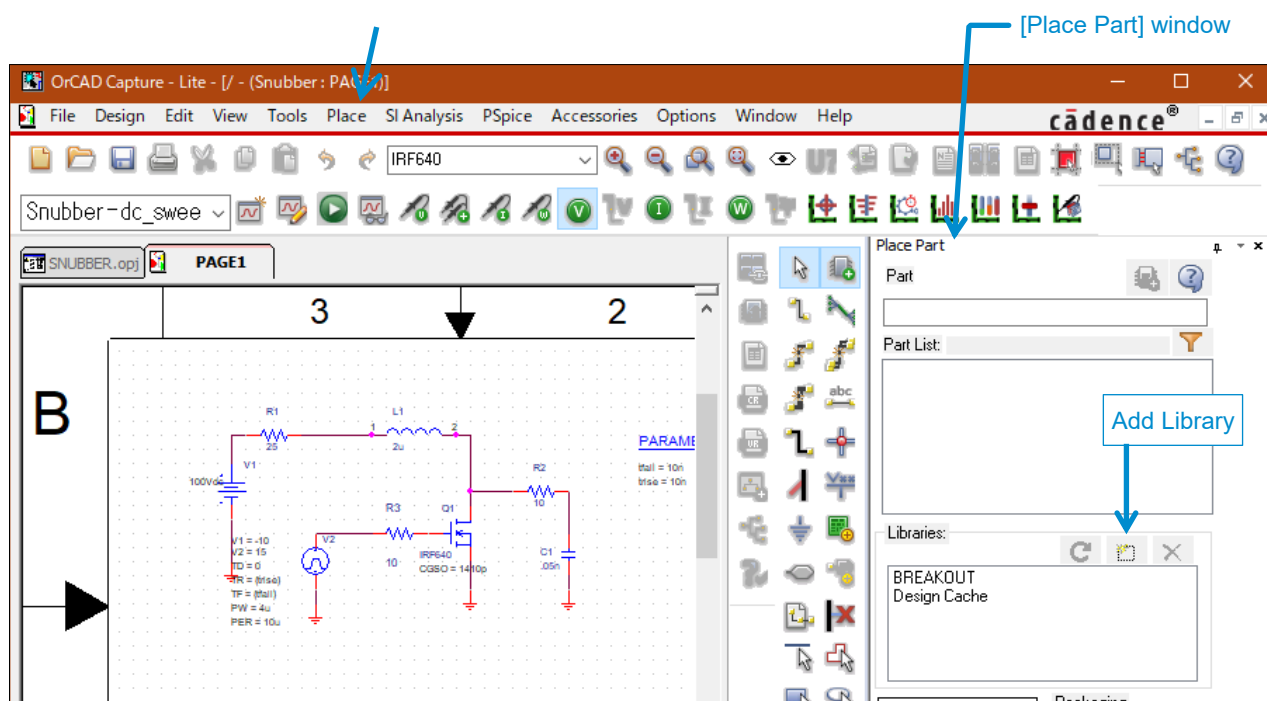 [Place Part] window
OrCAD Capture - Lite - [/ - (Snubber : PAGE1)]
File Design Edit View Tools Place SI Analysis PSpice Accessories Options Window Help
cādence®
IRF640
U?
Snubber-dc_swee
V I W
SNUBBER.opj PAGE1
Place Part
Part
Part List:
Add Library
Libraries:
BREAKOUT
Design Cache
3 2
B
R1
25
L1
1 2
2u
V1
100Vdc
PARAME
tfall = 10n
trise = 10n
R2
10
R3
10
Q1
IRF640
CGSO = 1410p
V2
V1 = -10
V2 = 15
TD = 0
TR = {trise}
TF = {tfall}
PW = 4u
PER = 10u
C1
.05n
abc
CR
VR
Packaging